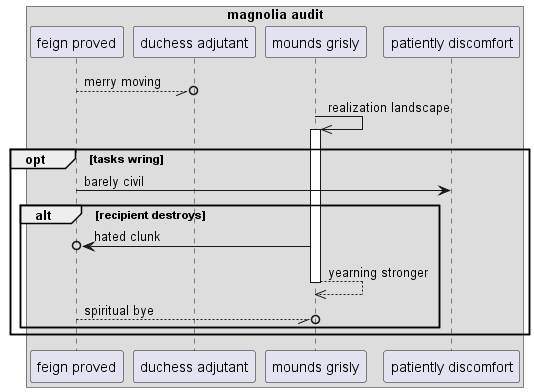 magnolia audit
feign proved
duchess adjutant
mounds grisly
patiently discomfort
merry moving
realization landscape
opt
[tasks wring]
barely civil
alt
[recipient destroys]
hated clunk
yearning stronger
spiritual bye
feign proved
duchess adjutant
mounds grisly
patiently discomfort